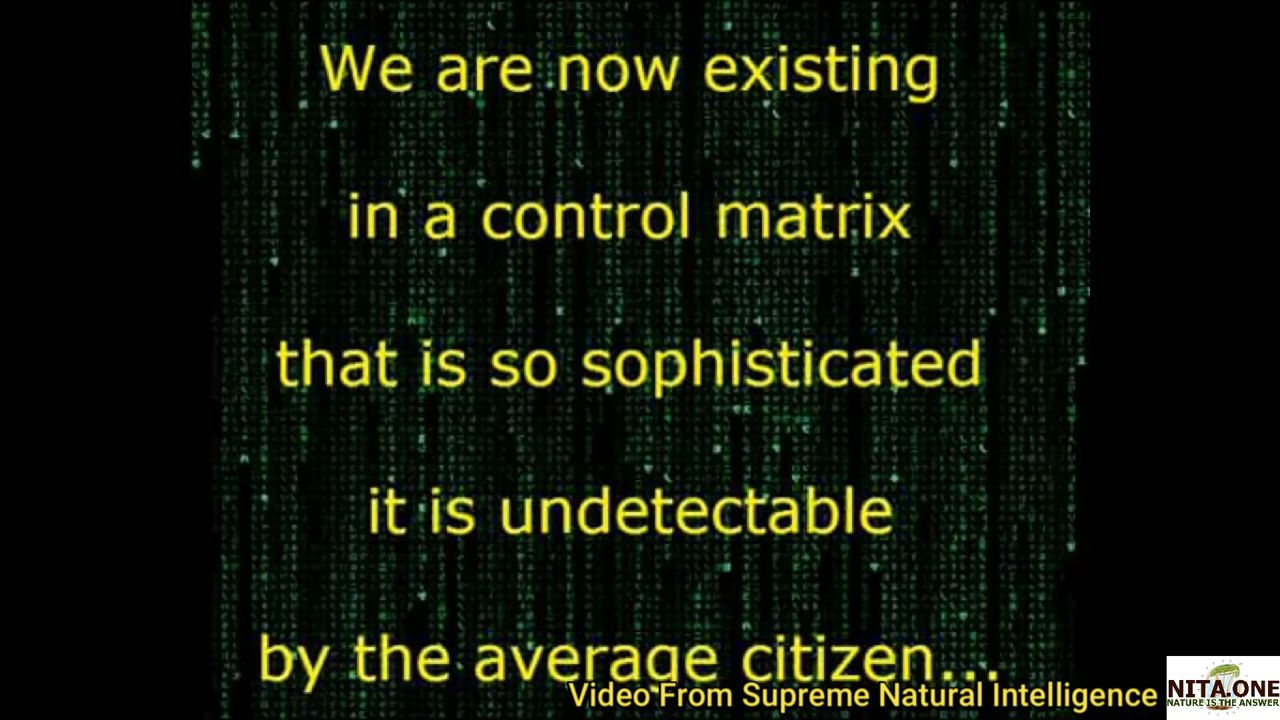 We are now existing
in a control matrix
that is so sophisticated
it is undetectable
by the average citizen...
Video From Supreme Natural Intelligence
NITA.ONE
NATURE IS THE ANSWER